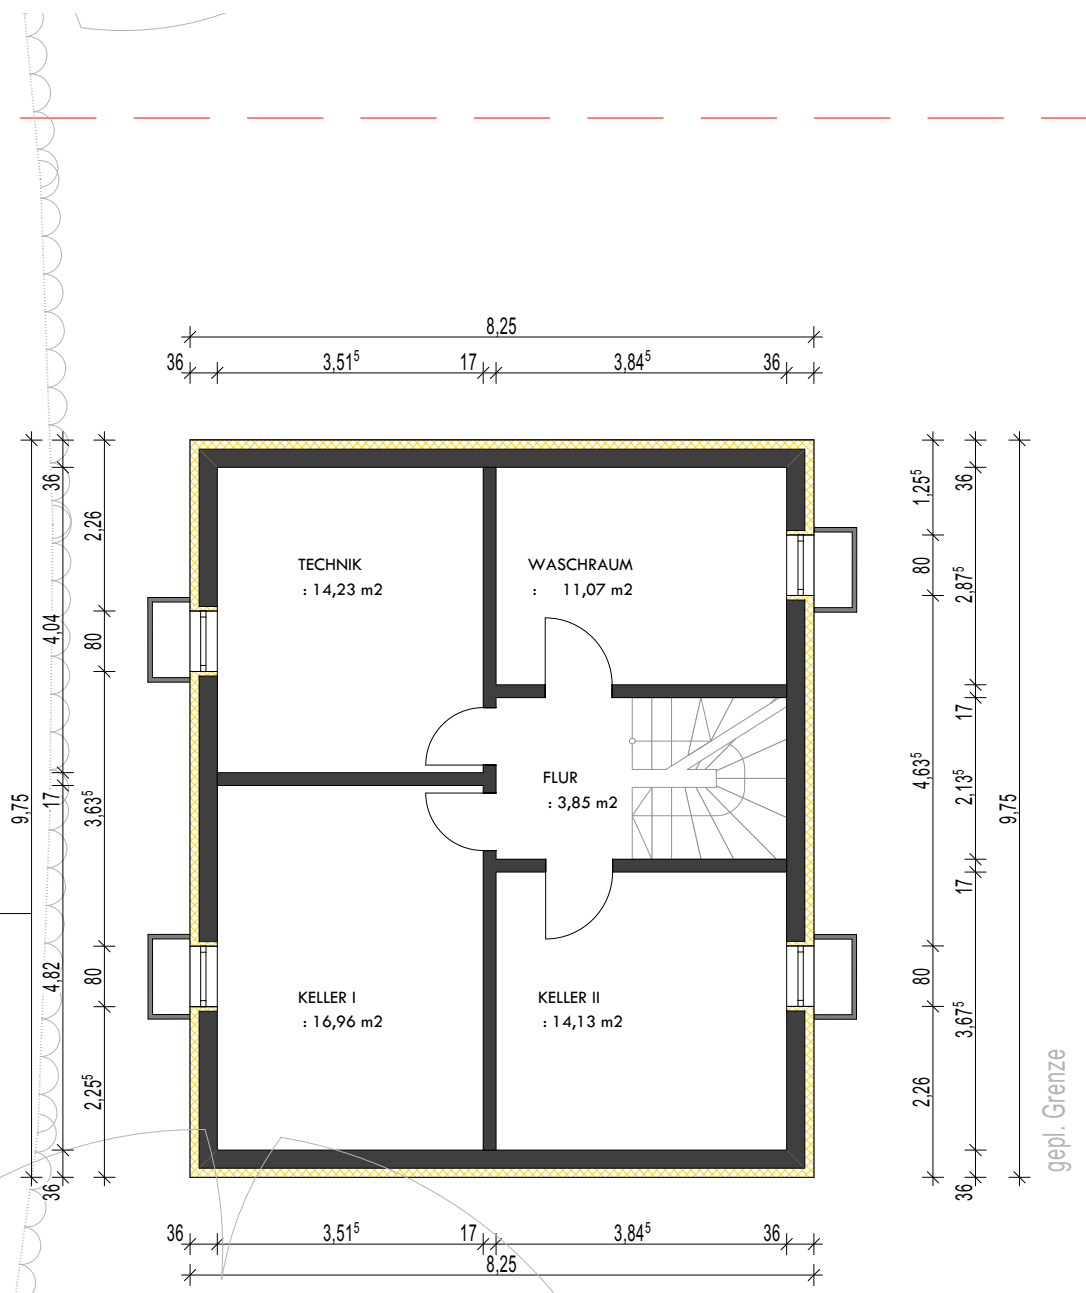 8,25
36 3,51⁵ 17 3,84⁵ 36
TECHNIK
: 14,23 m2
WASCHRAUM
: 11,07 m2
FLUR
: 3,85 m2
KELLER I
: 16,96 m2
KELLER II
: 14,13 m2
9,75
36 4,04 17 4,82 36
2,26 80 3,63⁵ 80 2,25⁵
1,25⁵ 80 4,63⁵ 80 2,26
36 2,87⁵ 17 2,13⁵ 17 3,67⁵ 36
9,75
gepl. Grenze
36 3,51⁵ 17 3,84⁵ 36
8,25